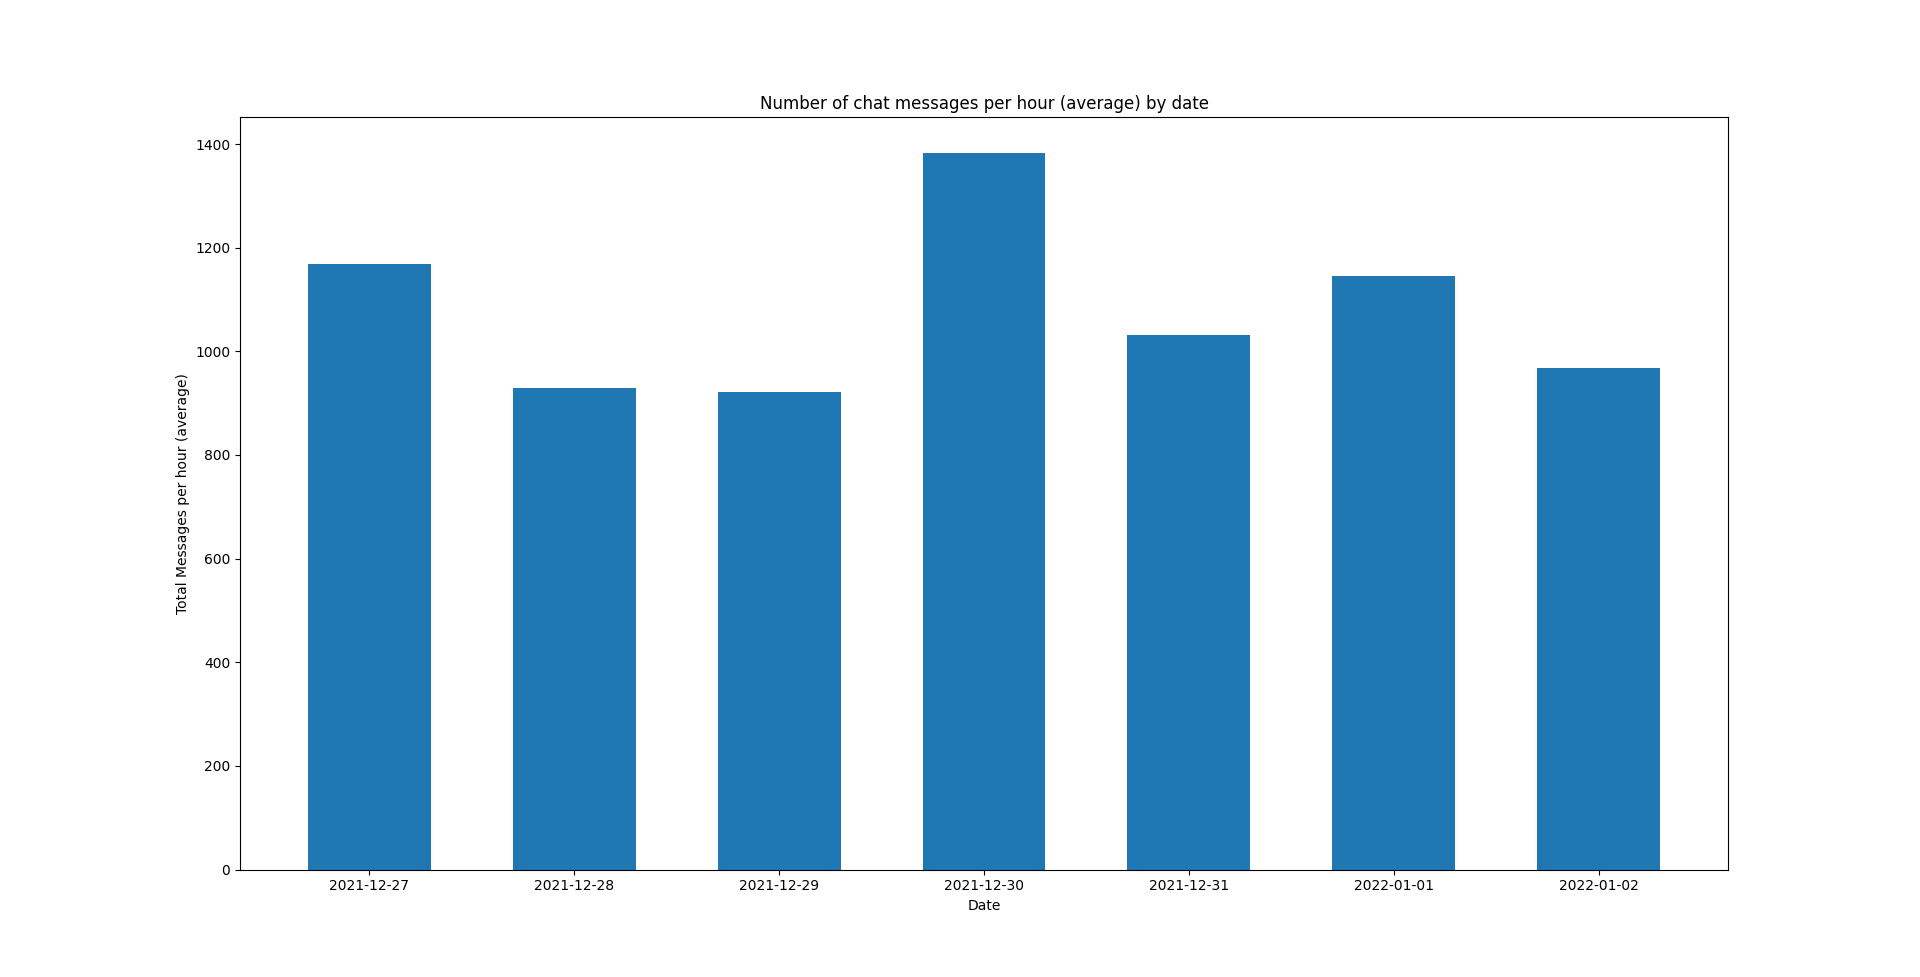 Number of chat messages per hour (average) by date
Total Messages per hour (average)
1400
1200
1000
800
600
400
200
0
2021-12-27 2021-12-28 2021-12-29 2021-12-30 2021-12-31 2022-01-01 2022-01-02
Date